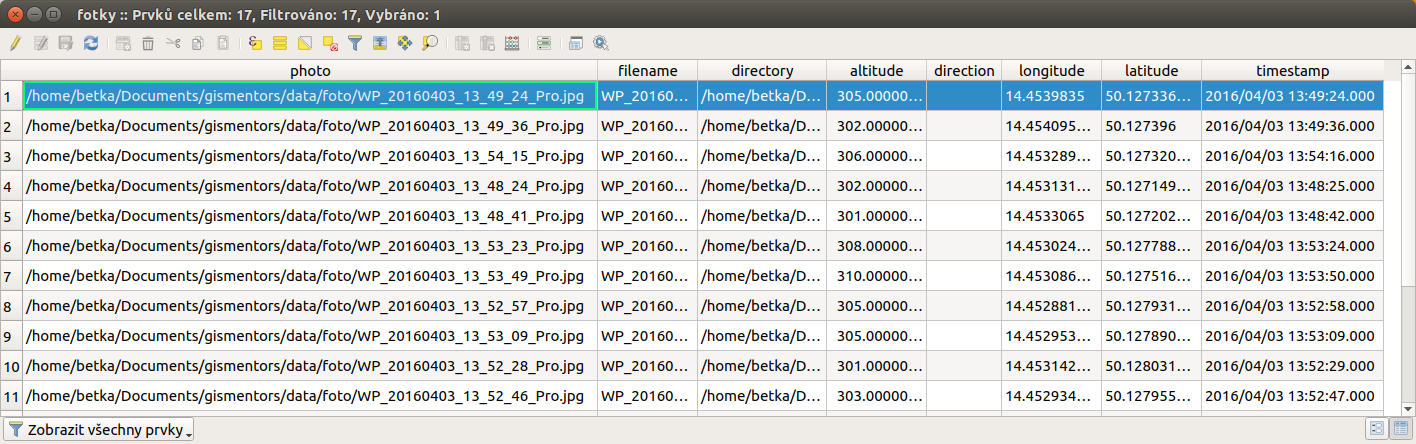 fotky :: Prvků celkem: 17, Filtrováno: 17, Vybráno: 1
photo filename directory altitude direction longitude latitude timestamp
1 /home/betka/Documents/gismentors/data/foto/WP_20160403_13_49_24_Pro.jpg WP_20160… /home/betka/D… 305.00000… 14.4539835 50.127336… 2016/04/03 13:49:24.000
2 /home/betka/Documents/gismentors/data/foto/WP_20160403_13_49_36_Pro.jpg WP_20160… /home/betka/D… 302.00000… 14.454095… 50.127396 2016/04/03 13:49:36.000
3 /home/betka/Documents/gismentors/data/foto/WP_20160403_13_54_15_Pro.jpg WP_20160… /home/betka/D… 306.00000… 14.453289… 50.127320… 2016/04/03 13:54:16.000
4 /home/betka/Documents/gismentors/data/foto/WP_20160403_13_48_24_Pro.jpg WP_20160… /home/betka/D… 302.00000… 14.453131… 50.127149… 2016/04/03 13:48:25.000
5 /home/betka/Documents/gismentors/data/foto/WP_20160403_13_48_41_Pro.jpg WP_20160… /home/betka/D… 301.00000… 14.4533065 50.127202… 2016/04/03 13:48:42.000
6 /home/betka/Documents/gismentors/data/foto/WP_20160403_13_53_23_Pro.jpg WP_20160… /home/betka/D… 308.00000… 14.453024… 50.127788… 2016/04/03 13:53:24.000
7 /home/betka/Documents/gismentors/data/foto/WP_20160403_13_53_49_Pro.jpg WP_20160… /home/betka/D… 310.00000… 14.453086… 50.127516… 2016/04/03 13:53:50.000
8 /home/betka/Documents/gismentors/data/foto/WP_20160403_13_52_57_Pro.jpg WP_20160… /home/betka/D… 305.00000… 14.452881… 50.127931… 2016/04/03 13:52:58.000
9 /home/betka/Documents/gismentors/data/foto/WP_20160403_13_53_09_Pro.jpg WP_20160… /home/betka/D… 305.00000… 14.452953… 50.127890… 2016/04/03 13:53:09.000
10 /home/betka/Documents/gismentors/data/foto/WP_20160403_13_52_28_Pro.jpg WP_20160… /home/betka/D… 301.00000… 14.453142… 50.128031… 2016/04/03 13:52:29.000
11 /home/betka/Documents/gismentors/data/foto/WP_20160403_13_52_46_Pro.jpg WP_20160… /home/betka/D… 303.00000… 14.452934… 50.127955… 2016/04/03 13:52:47.000
Zobrazit všechny prvky